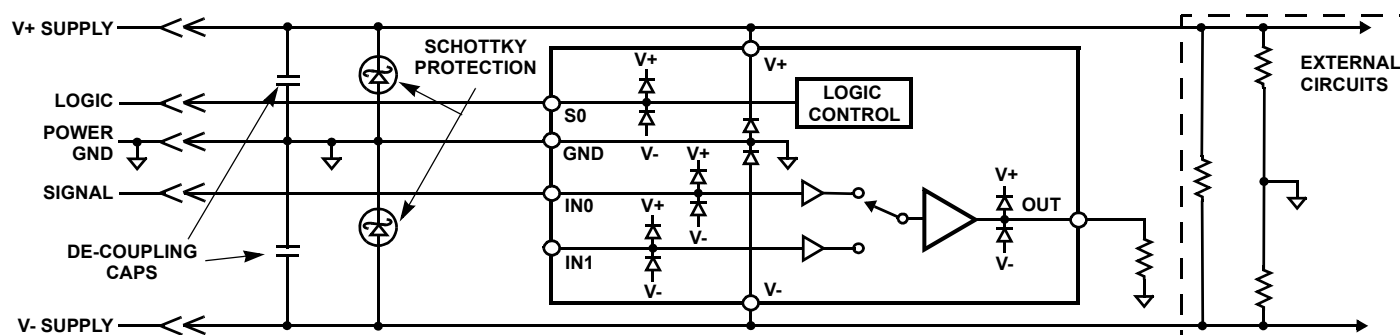 V+ SUPPLY
LOGIC
POWER
GND
SIGNAL
DE-COUPLING
CAPS
V- SUPPLY
SCHOTTKY
PROTECTION
V+
S0
V-
V+
LOGIC
CONTROL
GND
V+
IN0
V-
V+
IN1
V-
V+
OUT
V-
V-
EXTERNAL
CIRCUITS